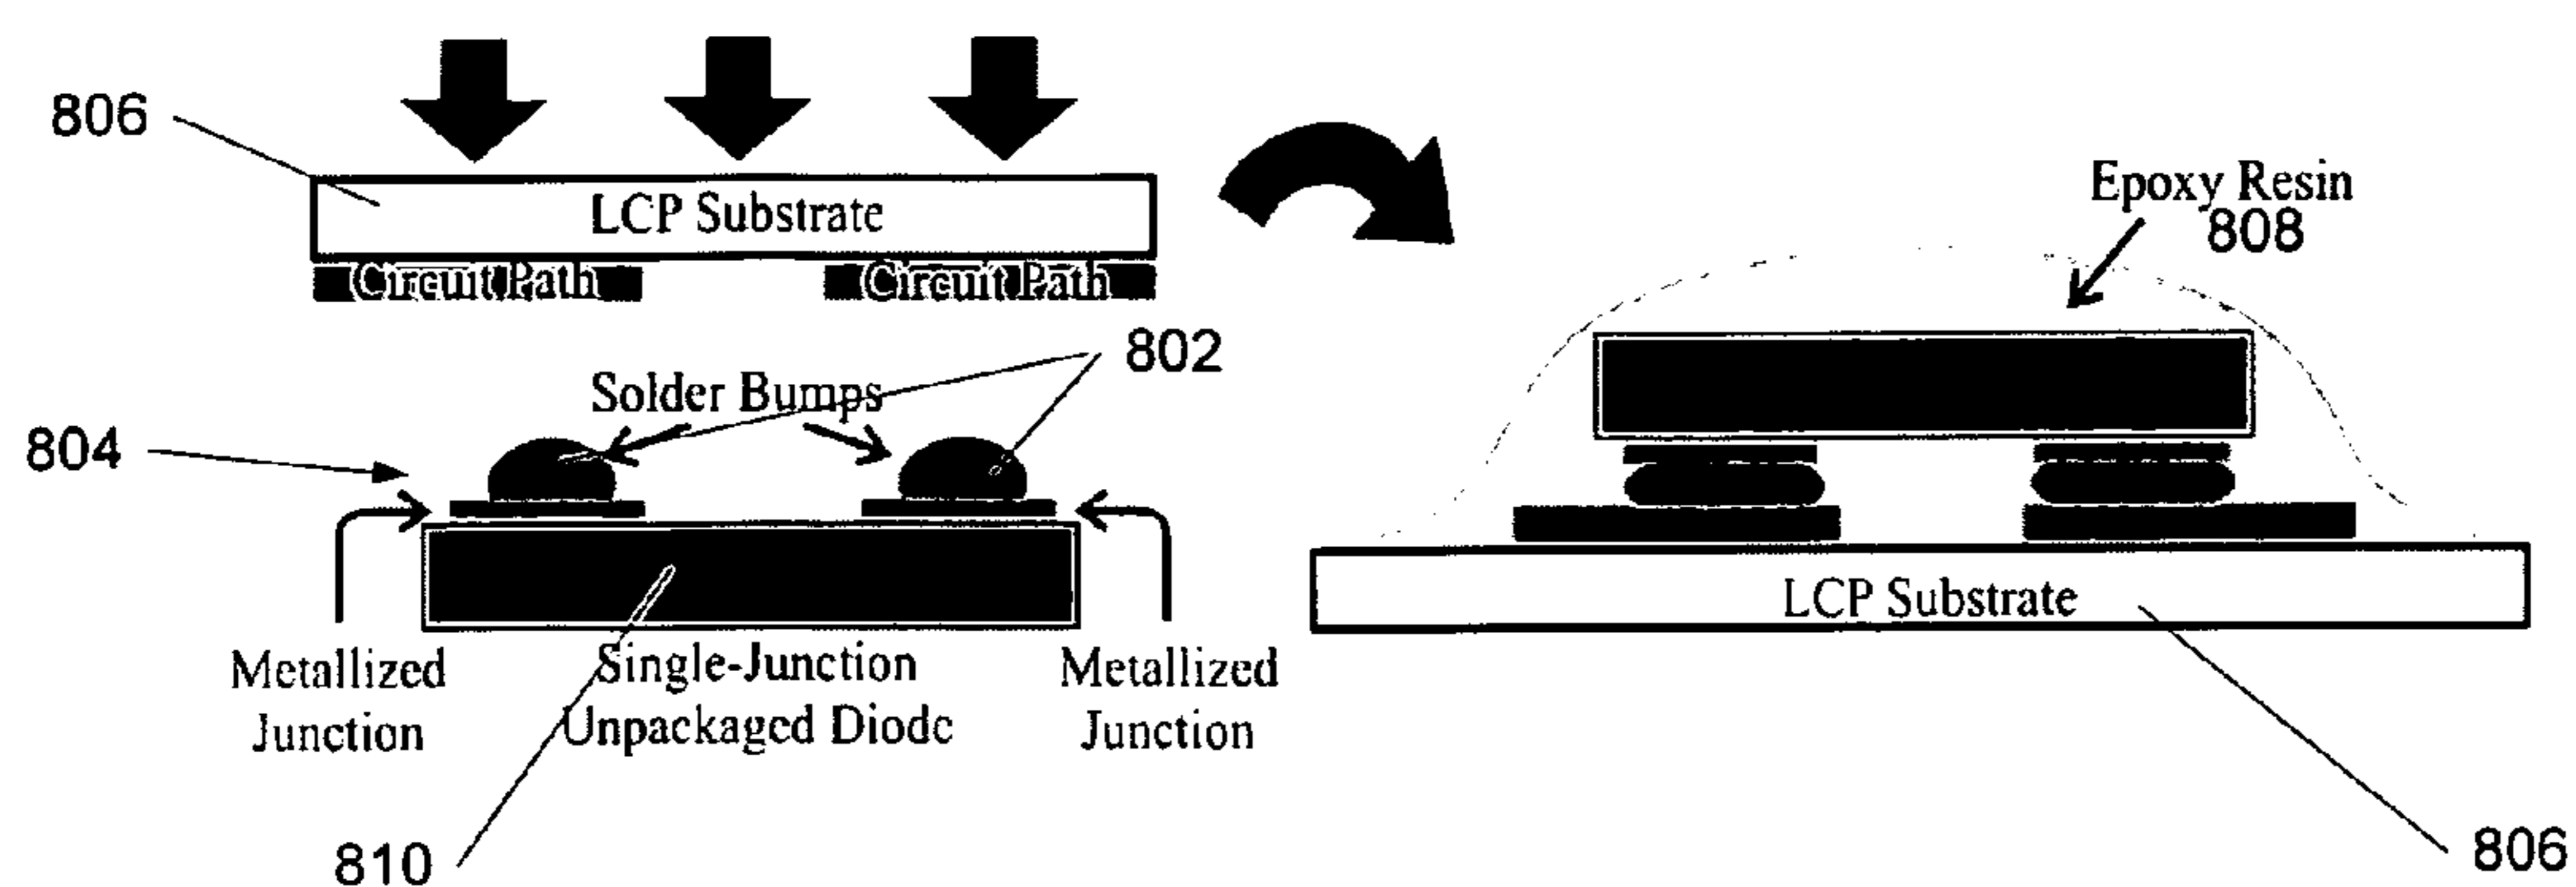 806
LCP Substrate
Circuit Path
Circuit Path
Epoxy Resin
808
802
Solder Bumps
804
LCP Substrate
Metallized
Junction
Single-Junction
Unpackaged Diode
Metallized
Junction
810
806